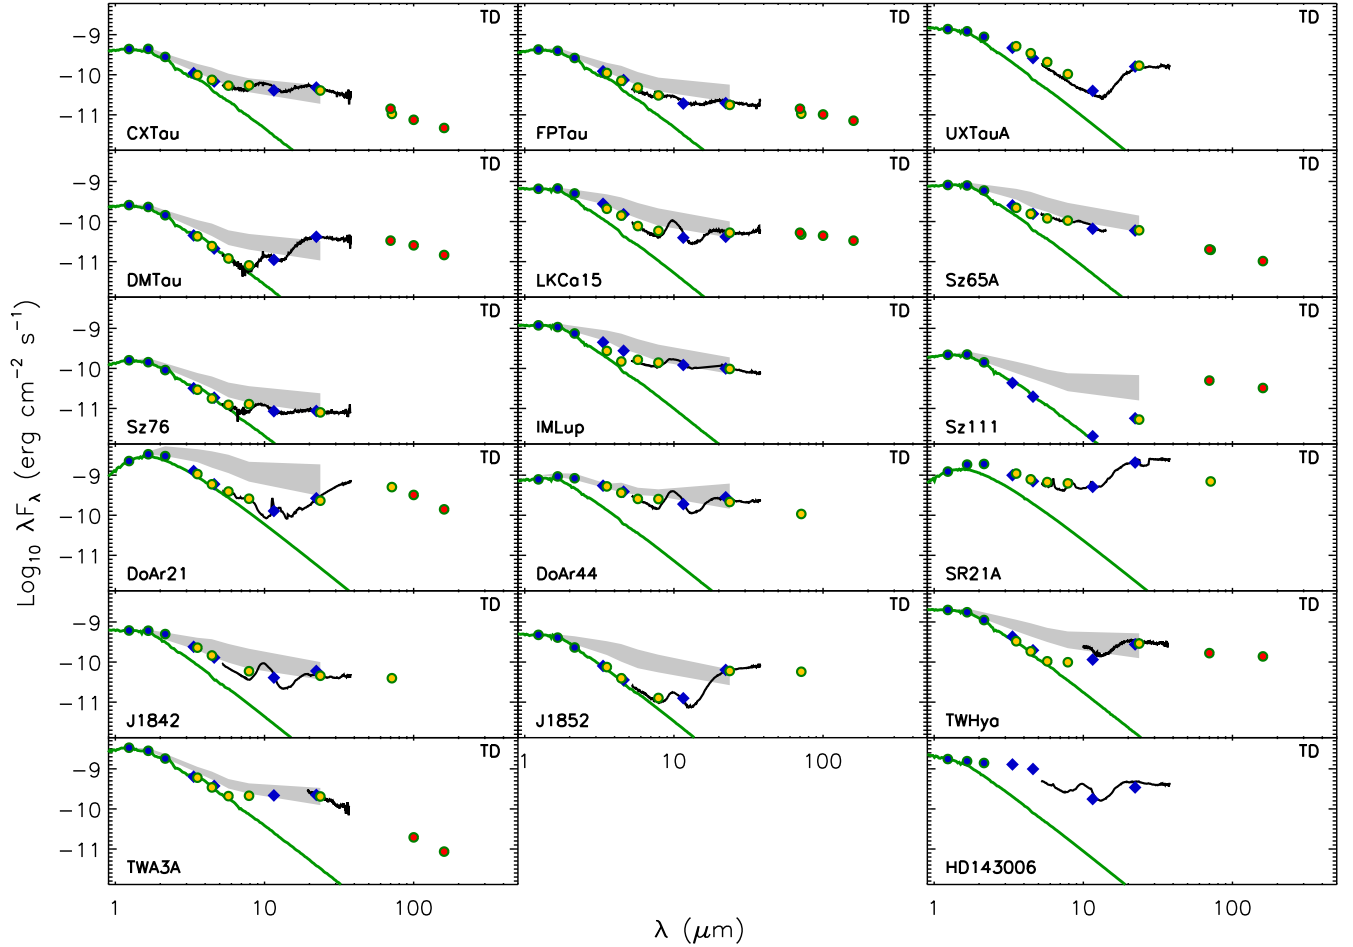 TD
TD
TD
−9
−10
−11
CXTau
FPTau
UXTauA
TD
TD
TD
−9
−10
−11
DMTau
LKCa15
Sz65A
TD
TD
TD
−9
−10
−11
Sz76
IMLup
Sz111
TD
TD
TD
−9
−10
−11
DoAr21
DoAr44
SR21A
TD
TD
TD
−9
−10
−11
J1842
J1852
TWHya
1
10
100
TD
TD
−9
−10
−11
TWA3A
HD143006
1
10
100
1
10
100
Log₁₀ λF_λ (erg cm⁻² s⁻¹)
λ (μm)